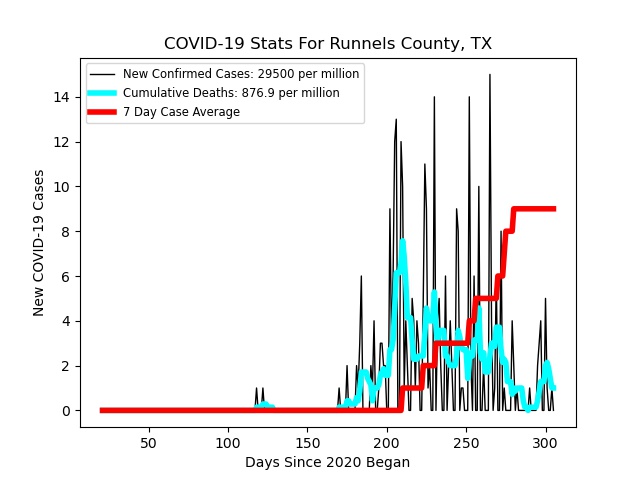 COVID-19 Stats For Runnels County, TX
New Confirmed Cases: 29500 per million
Cumulative Deaths: 876.9 per million
7 Day Case Average
New COVID-19 Cases
14
12
10
8
6
4
2
0
50 100 150 200 250 300
Days Since 2020 Began